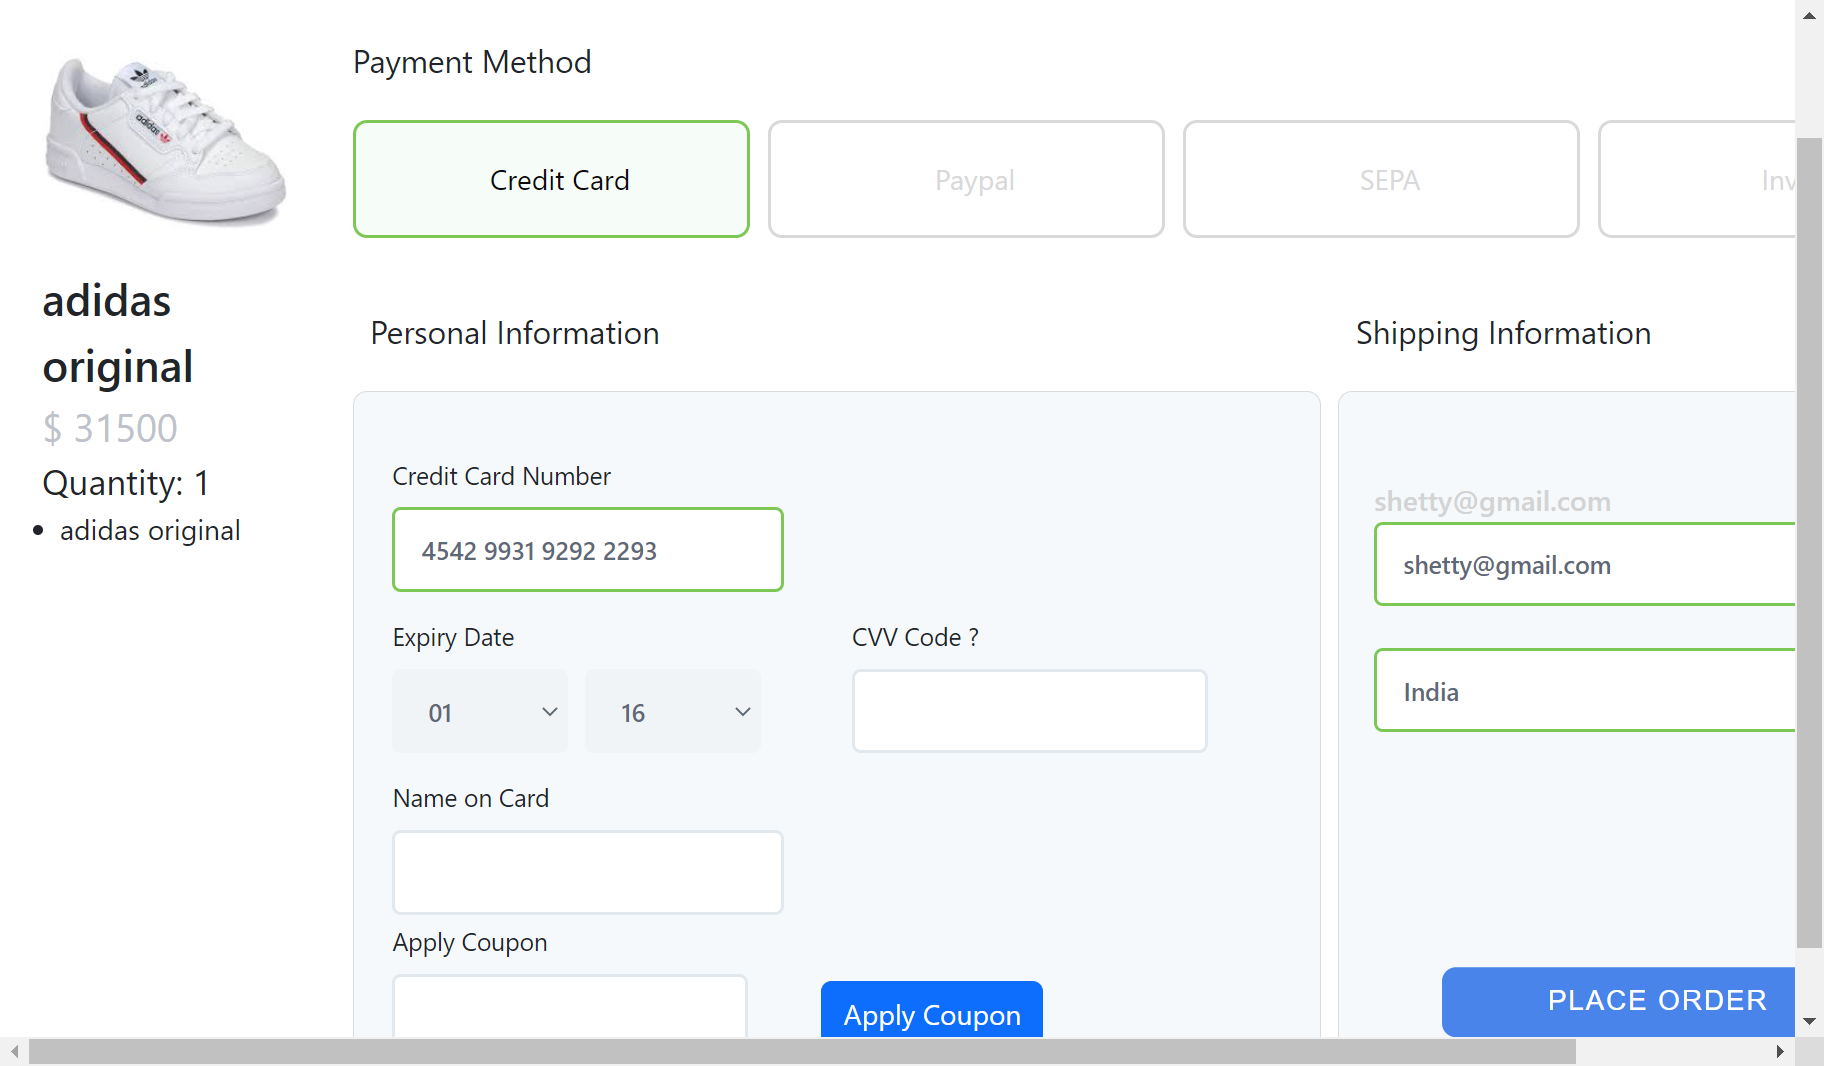 Payment Method
Credit Card
Paypal
SEPA
Inv
adidas
adidas
adidas
original
$ 31500
Quantity: 1
adidas original
Personal Information
Credit Card Number
4542 9931 9292 2293
Expiry Date
CVV Code ?
01
16
Name on Card
Apply Coupon
Apply Coupon
Shipping Information
shetty@gmail.com
shetty@gmail.com
India
PLACE ORDER